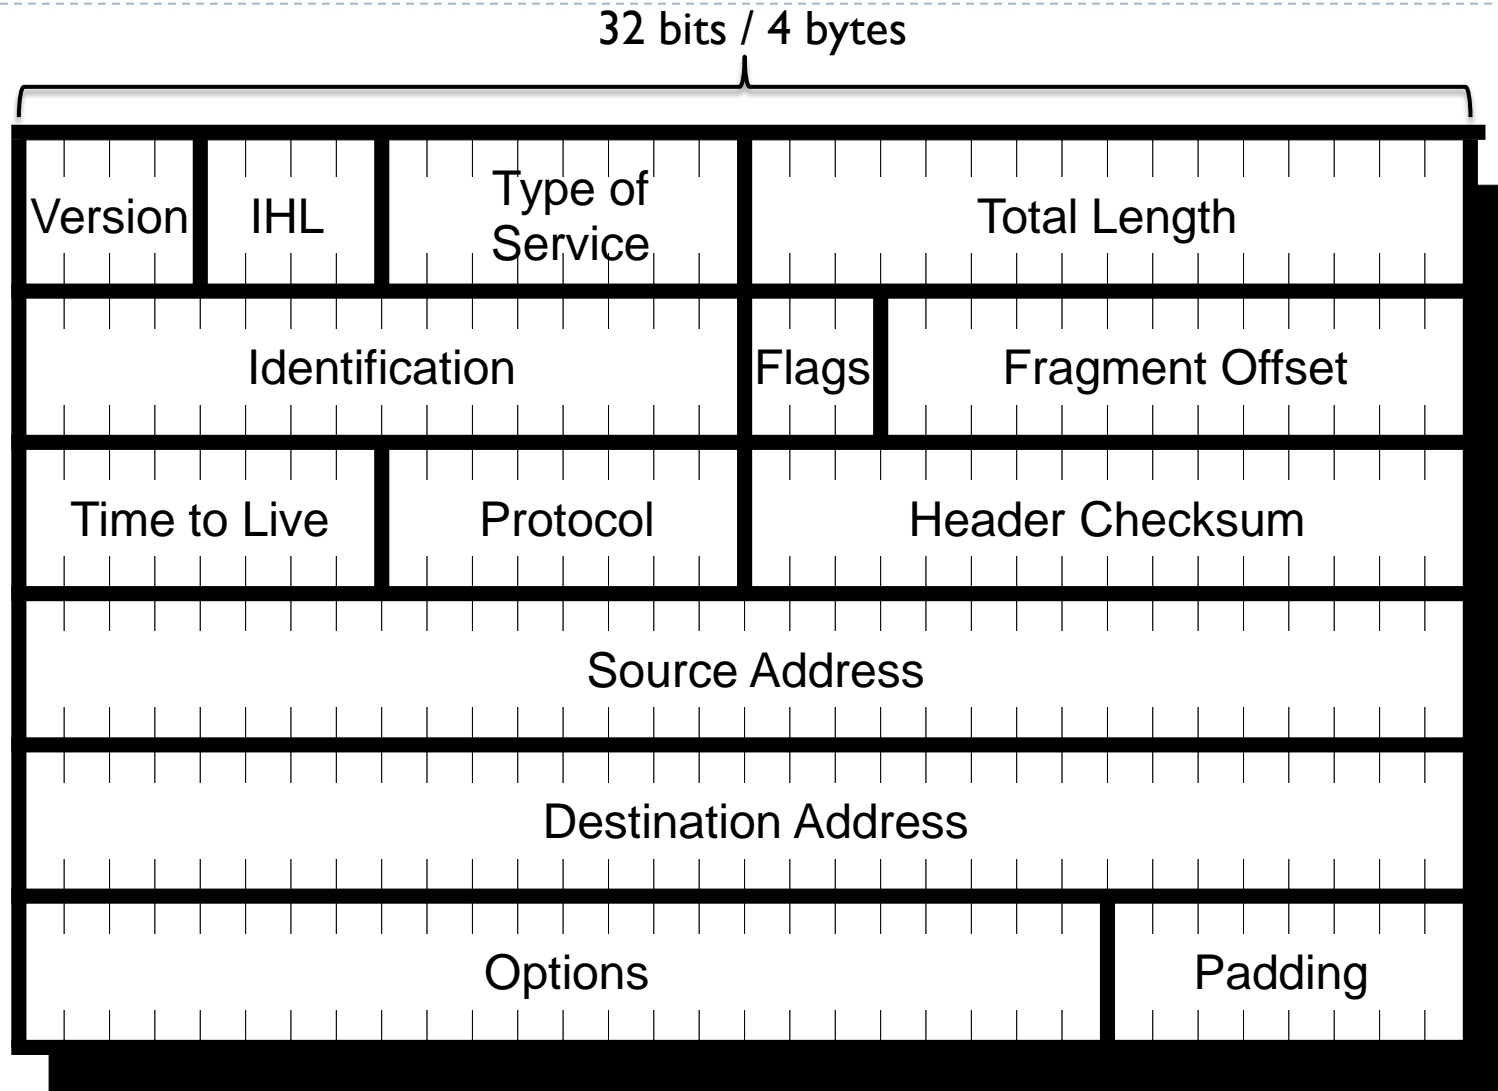 32 bits / 4 bytes
Version
IHL
Type of
Service
Total Length
Identification
Flags
Fragment Offset
Time to Live
Protocol
Header Checksum
Source Address
Destination Address
Options
Padding